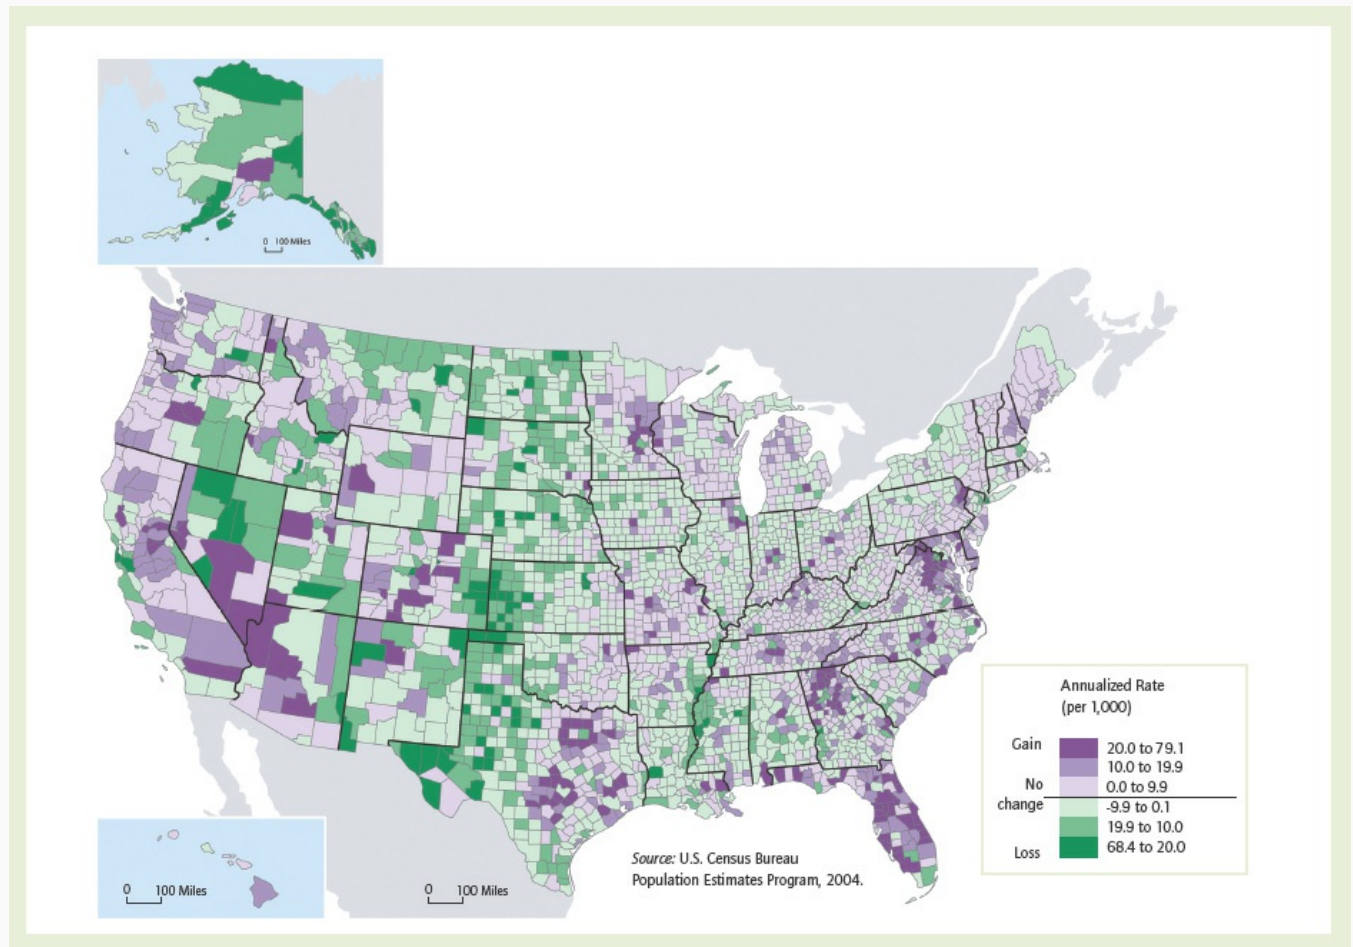 0 100 Miles
Annualized Rate
(per 1,000)
Gain
20.0 to 79.1
10.0 to 19.9
No
0.0 to 9.9
change
-9.9 to 0.1
19.9 to 10.0
Loss
68.4 to 20.0
0 100 Miles
0 100 Miles
Source: U.S. Census Bureau
Population Estimates Program, 2004.